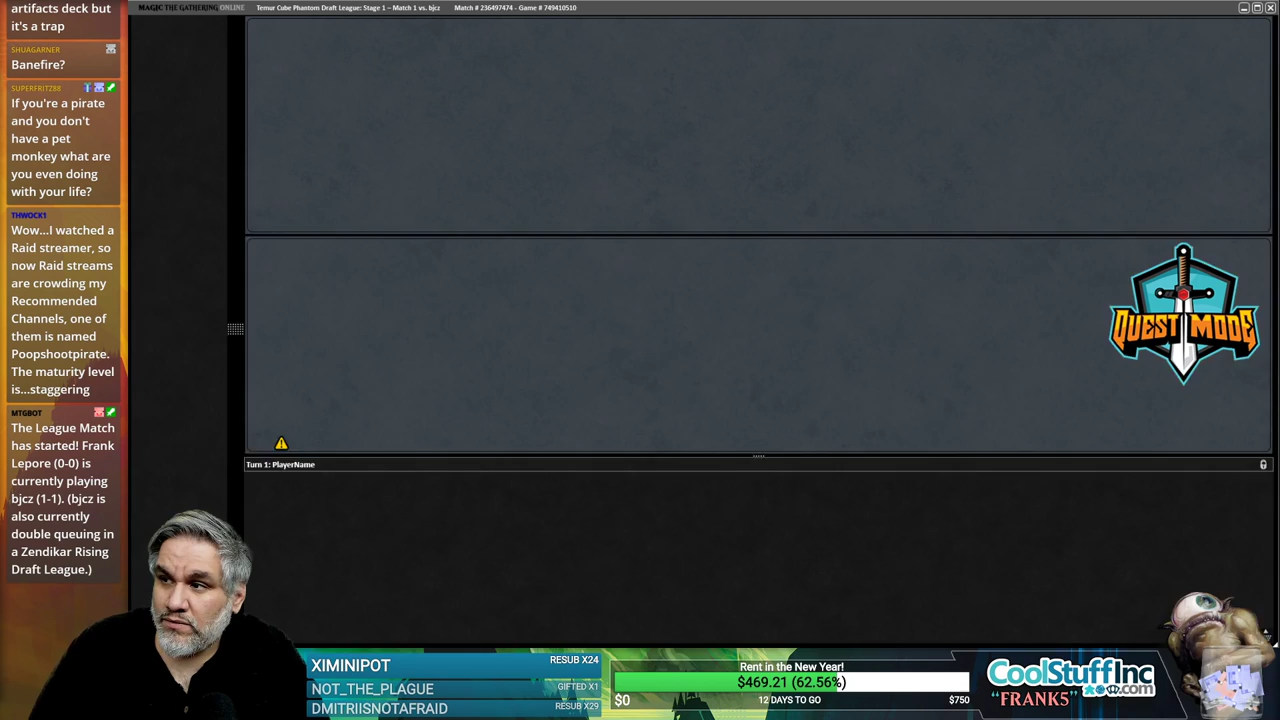 artifacts deck but
it's a trap
SHUAGARNER
Banefire?
SUPERFRITZ88
If you're a pirate
and you don't
have a pet
monkey what are
you even doing
with your life?
THWOCK1
Wow...I watched a
Raid streamer, so
now Raid streams
are crowding my
Recommended
Channels, one of
them is named
Poopshootpirate.
The maturity level
is...staggering
MTGBOT
The League Match
has started! Frank
Lepore (0-0) is
currently playing
bjcz (1-1). (bjcz is
also currently
double queuing in
a Zendikar Rising
Draft League.)
MAGIC THE GATHERING ONLINE
Temur Cube Phantom Draft League: Stage 1 – Match 1 vs. bjcz
Match # 236497474 - Game # 749410510
QUEST MODE
Turn 1: PlayerName
XIMINIPOT
RESUB X24
NOT_THE_PLAGUE
GIFTED X1
DMITRIISNOTAFRAID
RESUB X29
Rent in the New Year!
$469.21 (62.56%)
$0
12 DAYS TO GO
$750
CoolStuffInc
.com
"FRANK5"